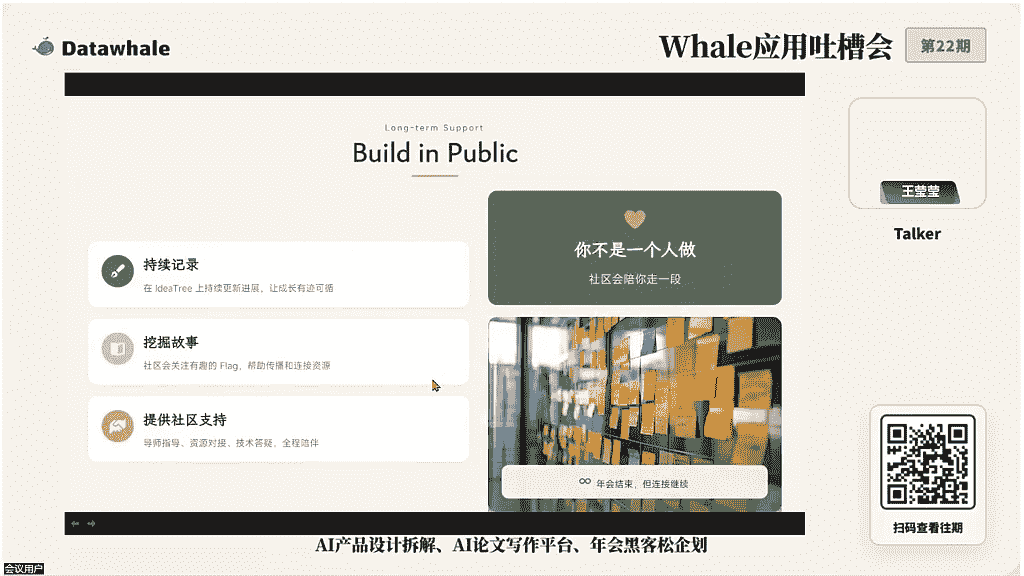 Datawhale
Whale应用吐槽会
第22期
Long-term Support
Build in Public
持续记录
在 IdeaTree 上持续更新进展，让成长有迹可循
挖掘故事
社区会关注有趣的 Flag，帮助传播和连接资源
提供社区支持
导师指导、资源对接、技术答疑、全程陪伴
你不是一个人做
社区会陪你走一段
年会结束，但连接继续
王莹莹
Talker
扫码查看往期
AI产品设计拆解、AI论文写作平台、年会黑客松企划
会议用户